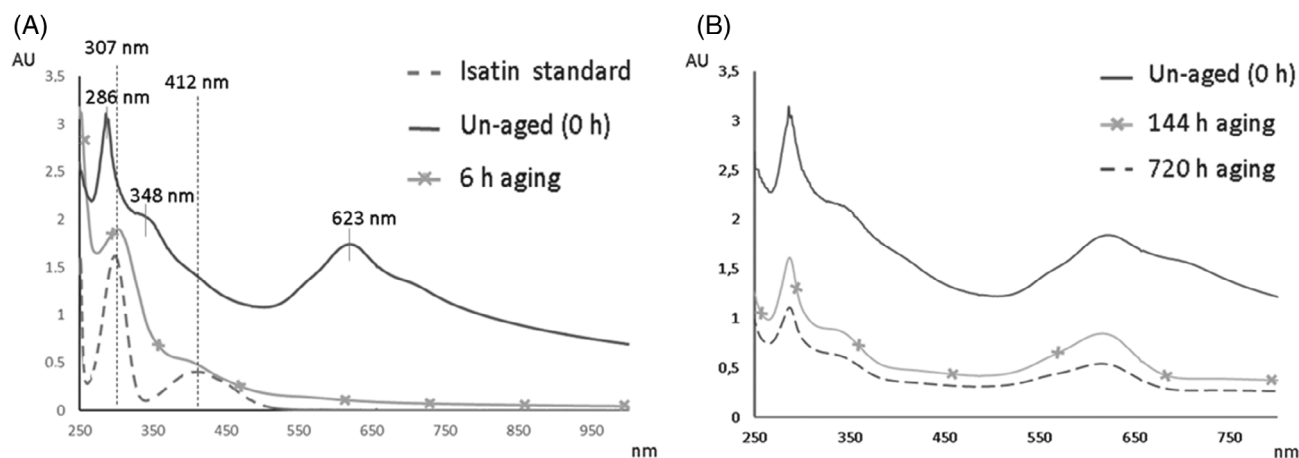 (A)
AU
307 nm
286 nm
412 nm
348 nm
623 nm
Isatin standard
Un-aged (0 h)
6 h aging
3,5
3
2,5
2
1,5
1
0,5
0
250 350 450 550 650 750 850 950
nm
(B)
AU
Un-aged (0 h)
144 h aging
720 h aging
3,5
3
2,5
2
1,5
1
0,5
0
250 350 450 550 650 750
nm